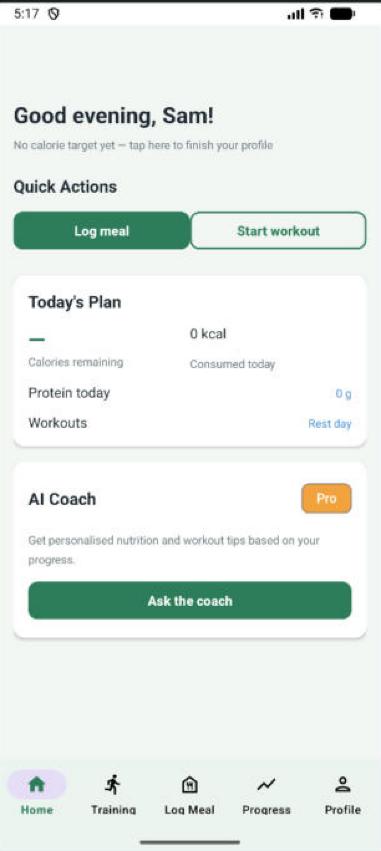 5:17
Good evening, Sam!
No calorie target yet — tap here to finish your profile
Quick Actions
Log meal
Start workout
Today's Plan
—
0 kcal
Calories remaining
Consumed today
Protein today
0 g
Workouts
Rest day
AI Coach
Pro
Get personalised nutrition and workout tips based on your
progress.
Ask the coach
Home
Training
Log Meal
Progress
Profile